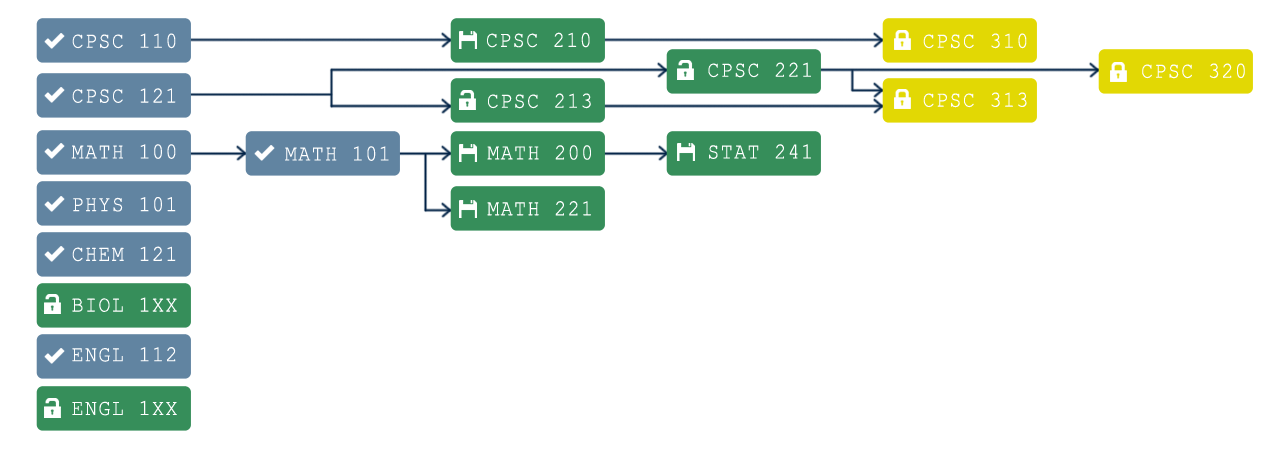 CPSC 110
CPSC 210
CPSC 310
CPSC 221
CPSC 320
CPSC 121
CPSC 213
CPSC 313
MATH 100
MATH 101
MATH 200
STAT 241
PHYS 101
MATH 221
CHEM 121
BIOL 1XX
ENGL 112
ENGL 1XX